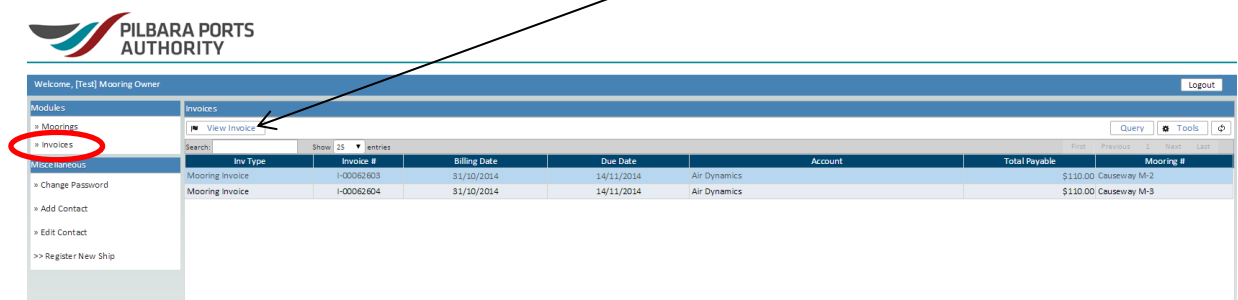 PILBARA PORTS
AUTHORITY
Welcome, [Test] Mooring Owner
Logout
Modules
» Moorings
» Invoices
Miscellaneous
» Change Password
» Add Contact
» Edit Contact
>> Register New Ship
Invoices
View Invoice
Query
Tools
Search:
Show 25 ▼ entries
First Previous 1 Next Last
Inv Type Invoice # Billing Date Due Date Account Total Payable Mooring #
Mooring Invoice I-00062603 31/10/2014 14/11/2014 Air Dynamics $110.00 Causeway M-2
Mooring Invoice I-00062604 31/10/2014 14/11/2014 Air Dynamics $110.00 Causeway M-3